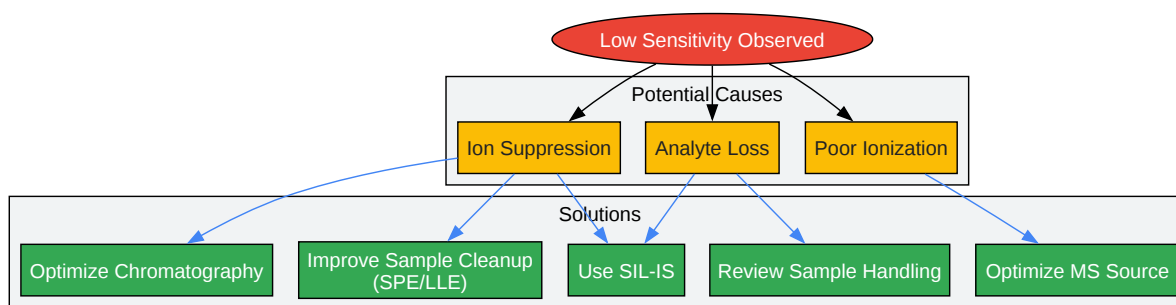 Low Sensitivity Observed
Potential Causes
Ion Suppression
Analyte Loss
Poor Ionization
Solutions
Optimize Chromatography
Improve Sample Cleanup
(SPE/LLE)
Use SIL-IS
Review Sample Handling
Optimize MS Source